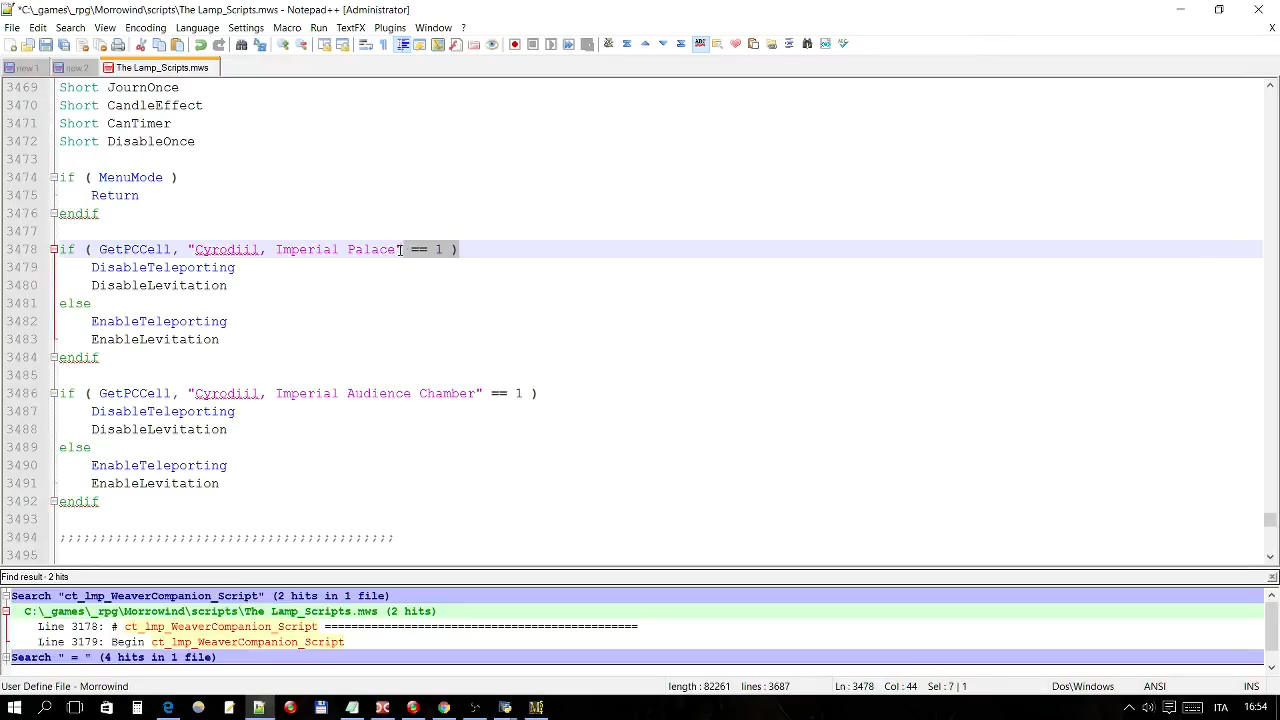 *C:\_games\_rpg\Morrowind\scripts\The Lamp_Scripts.mws - Notepad++ [Administrator]
File Edit Search View Encoding Language Settings Macro Run TextFX Plugins Window ? X
new 1 new 2 The Lamp_Scripts.mws
3469 Short JournOnce
3470 Short CandleEffect
3471 Short CanTimer
3472 Short DisableOnce
3473
3474 if ( MenuMode )
3475 Return
3476 endif
3477
3478 if ( GetPCCell, "Cyrodiil, Imperial Palace" == 1 )
3479 DisableTeleporting
3480 DisableLevitation
3481 else
3482 EnableTeleporting
3483 EnableLevitation
3484 endif
3485
3486 if ( GetPCCell, "Cyrodiil, Imperial Audience Chamber" == 1 )
3487 DisableTeleporting
3488 DisableLevitation
3489 else
3490 EnableTeleporting
3491 EnableLevitation
3492 endif
3493
3494 ;;;;;;;;;;;;;;;;;;;;;;;;;;;;;;;;;;;;;;;;;;
3495
Find result - 2 hits
Search "ct_lmp_WeaverCompanion_Script" (2 hits in 1 file)
C:\_games\_rpg\Morrowind\scripts\The Lamp_Scripts.mws (2 hits)
Line 3178: # ct_lmp_WeaverCompanion_Script =============================================
Line 3179: Begin ct_lmp_WeaverCompanion_Script
Search " = " (4 hits in 1 file)
User Define File - Morrowind length : 82261 lines : 3687 Ln : 3478 Col : 44 Sel : 7 | 1 Dos\Windows ANSI INS
ITA 16:54